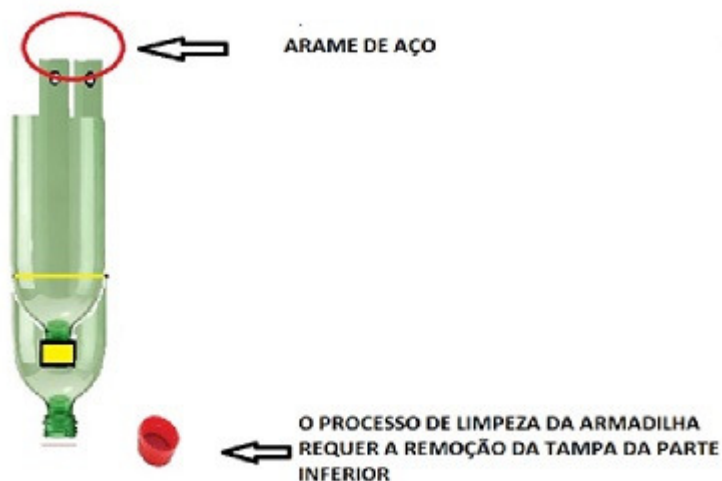 ARAME DE AÇO
O PROCESSO DE LIMPEZA DA ARMADILHA
REQUER A REMOÇÃO DA TAMPA DA PARTE
INFERIOR